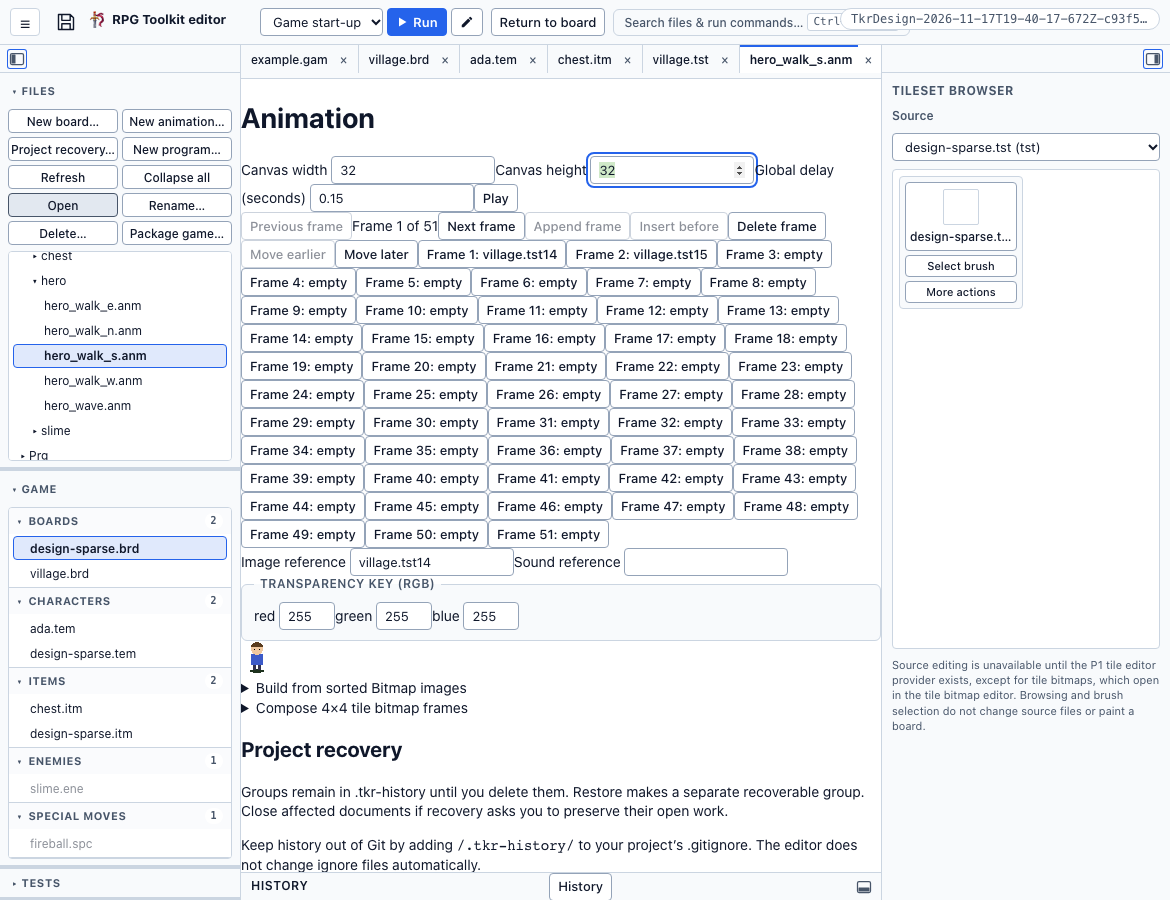 RPG Toolkit editor
Game start-up
Run
Return to board
Search files & run commands...
Ctrl
TkrDesign-2026-11-17T19-40-17-672Z-c93f5…
FILES
New board...
New animation...
Project recovery...
New program...
Refresh
Collapse all
Open
Rename...
Delete...
Package game...
chest
hero
hero_walk_e.anm
hero_walk_n.anm
hero_walk_s.anm
hero_walk_w.anm
hero_wave.anm
slime
Prg
GAME
BOARDS 2
design-sparse.brd
village.brd
CHARACTERS 2
ada.tem
design-sparse.tem
ITEMS 2
chest.itm
design-sparse.itm
ENEMIES 1
slime.ene
SPECIAL MOVES 1
fireball.spc
TESTS
example.gam ×
village.brd ×
ada.tem ×
chest.itm ×
village.tst ×
hero_walk_s.anm ×
Animation
Canvas width 32 Canvas height 32 Global delay
(seconds) 0.15 Play
Previous frame Frame 1 of 51 Next frame Append frame Insert before Delete frame
Move earlier Move later Frame 1: village.tst14 Frame 2: village.tst15 Frame 3: empty
Frame 4: empty Frame 5: empty Frame 6: empty Frame 7: empty Frame 8: empty
Frame 9: empty Frame 10: empty Frame 11: empty Frame 12: empty Frame 13: empty
Frame 14: empty Frame 15: empty Frame 16: empty Frame 17: empty Frame 18: empty
Frame 19: empty Frame 20: empty Frame 21: empty Frame 22: empty Frame 23: empty
Frame 24: empty Frame 25: empty Frame 26: empty Frame 27: empty Frame 28: empty
Frame 29: empty Frame 30: empty Frame 31: empty Frame 32: empty Frame 33: empty
Frame 34: empty Frame 35: empty Frame 36: empty Frame 37: empty Frame 38: empty
Frame 39: empty Frame 40: empty Frame 41: empty Frame 42: empty Frame 43: empty
Frame 44: empty Frame 45: empty Frame 46: empty Frame 47: empty Frame 48: empty
Frame 49: empty Frame 50: empty Frame 51: empty
Image reference village.tst14 Sound reference
TRANSPARENCY KEY (RGB)
red 255 green 255 blue 255
Build from sorted Bitmap images
Compose 4×4 tile bitmap frames
Project recovery
Groups remain in .tkr-history until you delete them. Restore makes a separate recoverable group.
Close affected documents if recovery asks you to preserve their open work.
Keep history out of Git by adding /.tkr-history/ to your project's .gitignore. The editor does
not change ignore files automatically.
HISTORY
History
TILESET BROWSER
Source
design-sparse.tst (tst)
design-sparse.t…
Select brush
More actions
Source editing is unavailable until the P1 tile editor
provider exists, except for tile bitmaps, which open
in the tile bitmap editor. Browsing and brush
selection do not change source files or paint a
board.